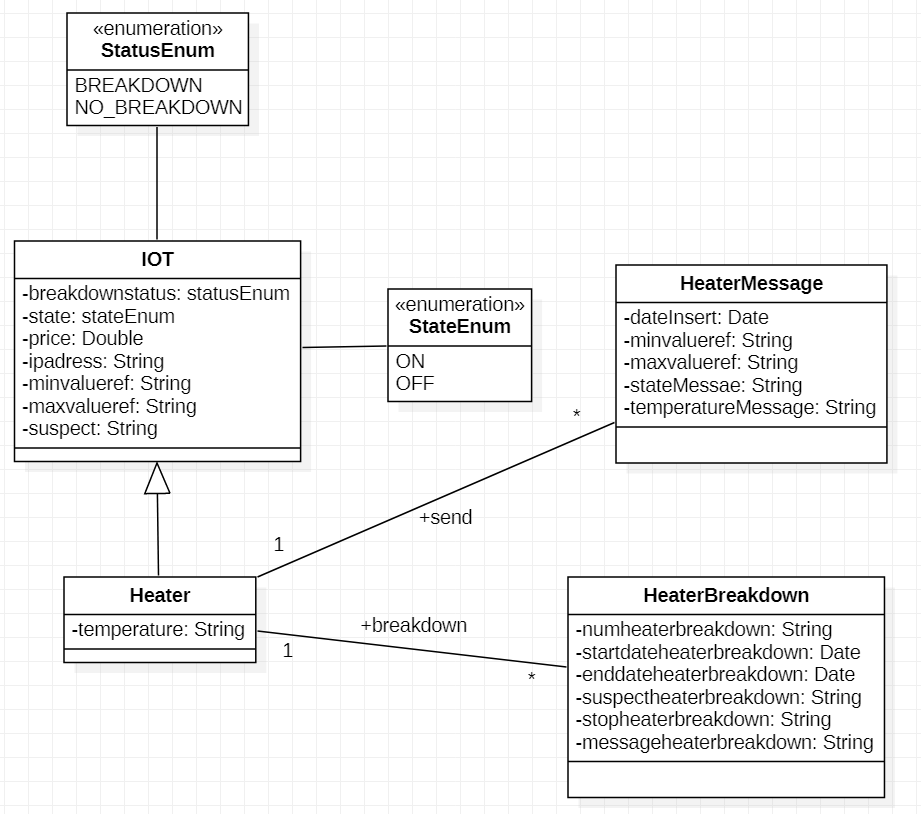 «enumeration»
StatusEnum
BREAKDOWN
NO_BREAKDOWN
IOT
-breakdownstatus: statusEnum
-state: stateEnum
-price: Double
-ipadress: String
-minvalueref: String
-maxvalueref: String
-suspect: String
«enumeration»
StateEnum
ON
OFF
HeaterMessage
-dateInsert: Date
-minvalueref: String
-maxvalueref: String
-stateMessae: String
-temperatureMessage: String
*
+send
1
Heater
-temperature: String
+breakdown
1
*
HeaterBreakdown
-numheaterbreakdown: String
-startdateheaterbreakdown: Date
-enddateheaterbreakdown: Date
-suspectheaterbreakdown: String
-stopheaterbreakdown: String
-messageheaterbreakdown: String